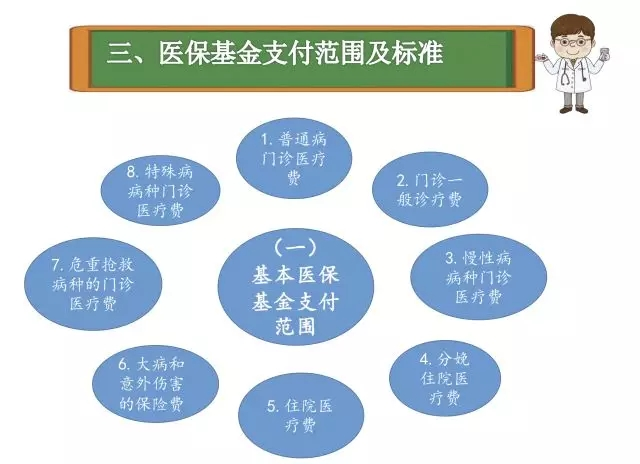 三、医保基金支付范围及标准
1.普通病
门诊医疗
费
2.门诊一
般诊疗费
3.慢性病
病种门诊
医疗费
4.分娩
住院医
疗费
5.住院医
疗费
6.大病和
意外伤害
的保险费
7.危重抢救
病种的门诊
医疗费
8.特殊病
病种门诊
医疗费
（一）
基本医保
基金支付
范围